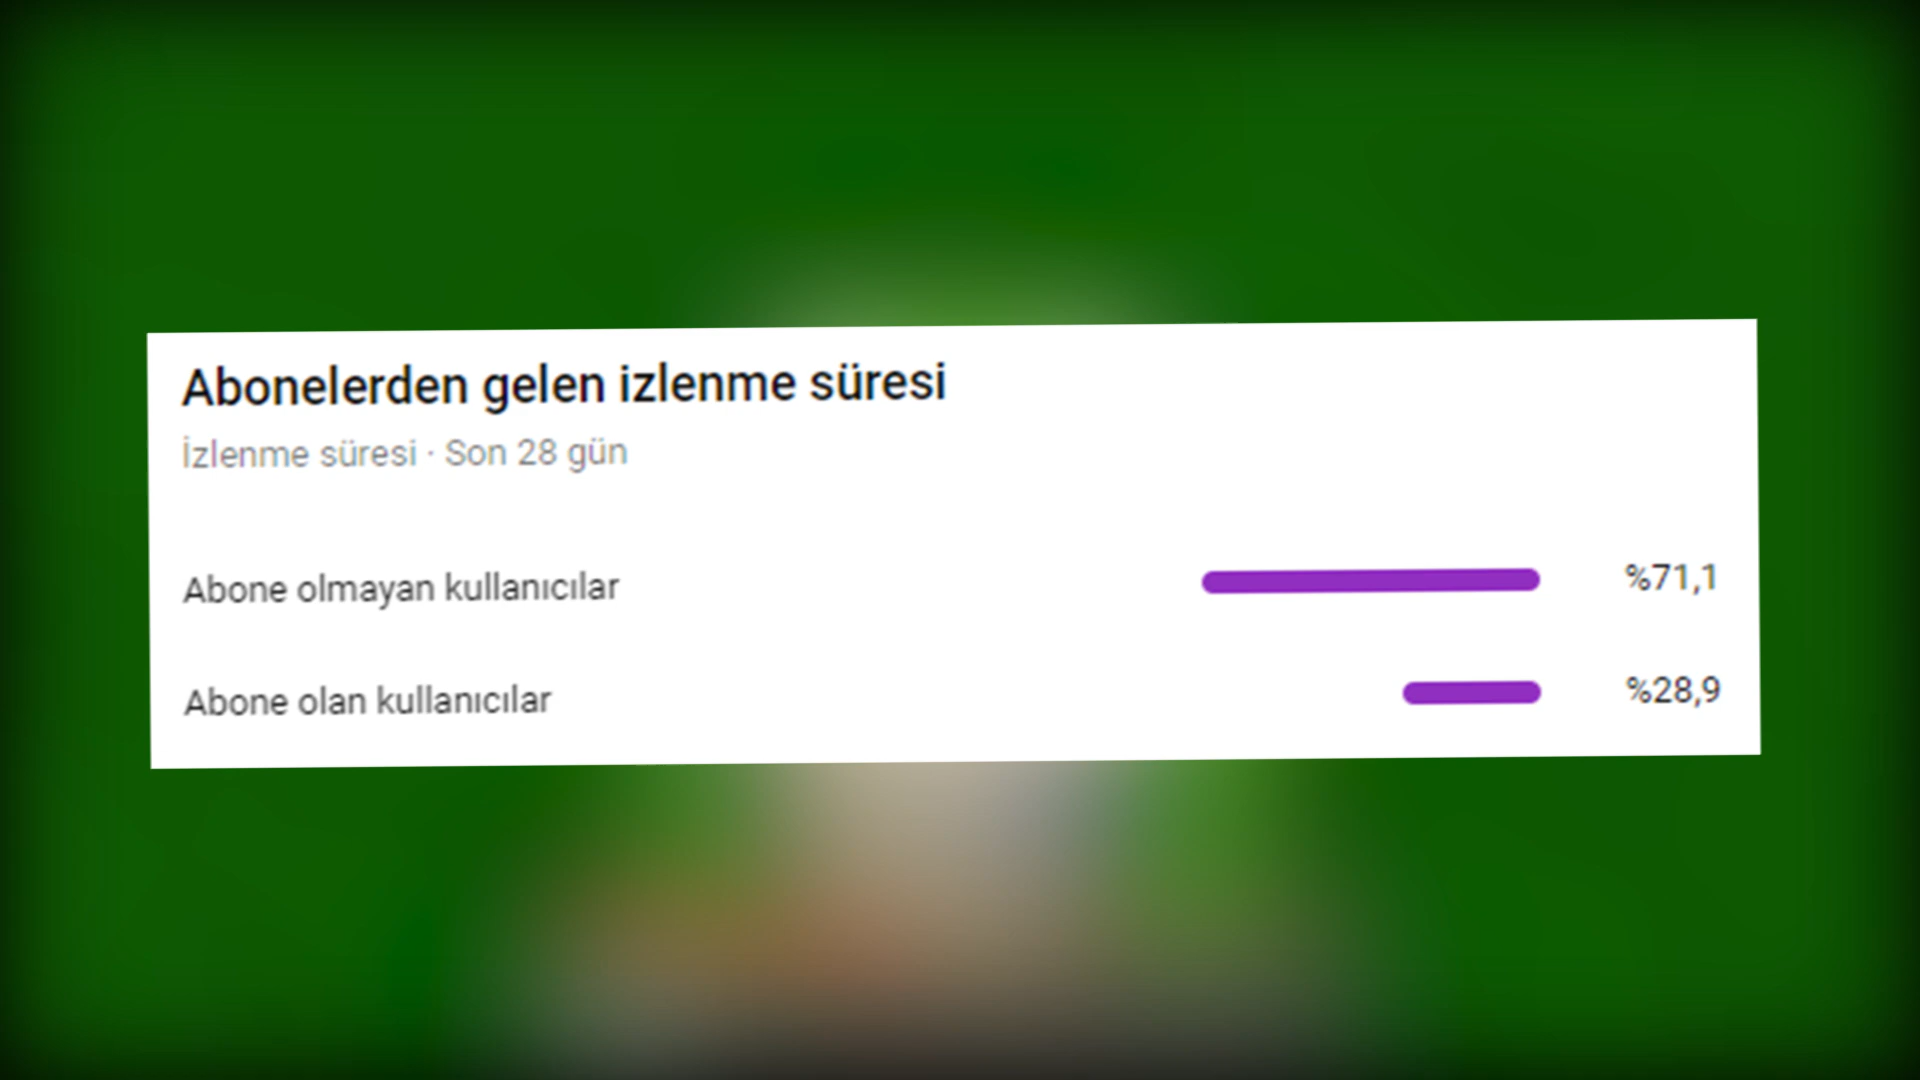 Abonelerden gelen izlenme süresi
İzlenme süresi · Son 28 gün
Abone olmayan kullanıcılar %71,1
Abone olan kullanıcılar %28,9